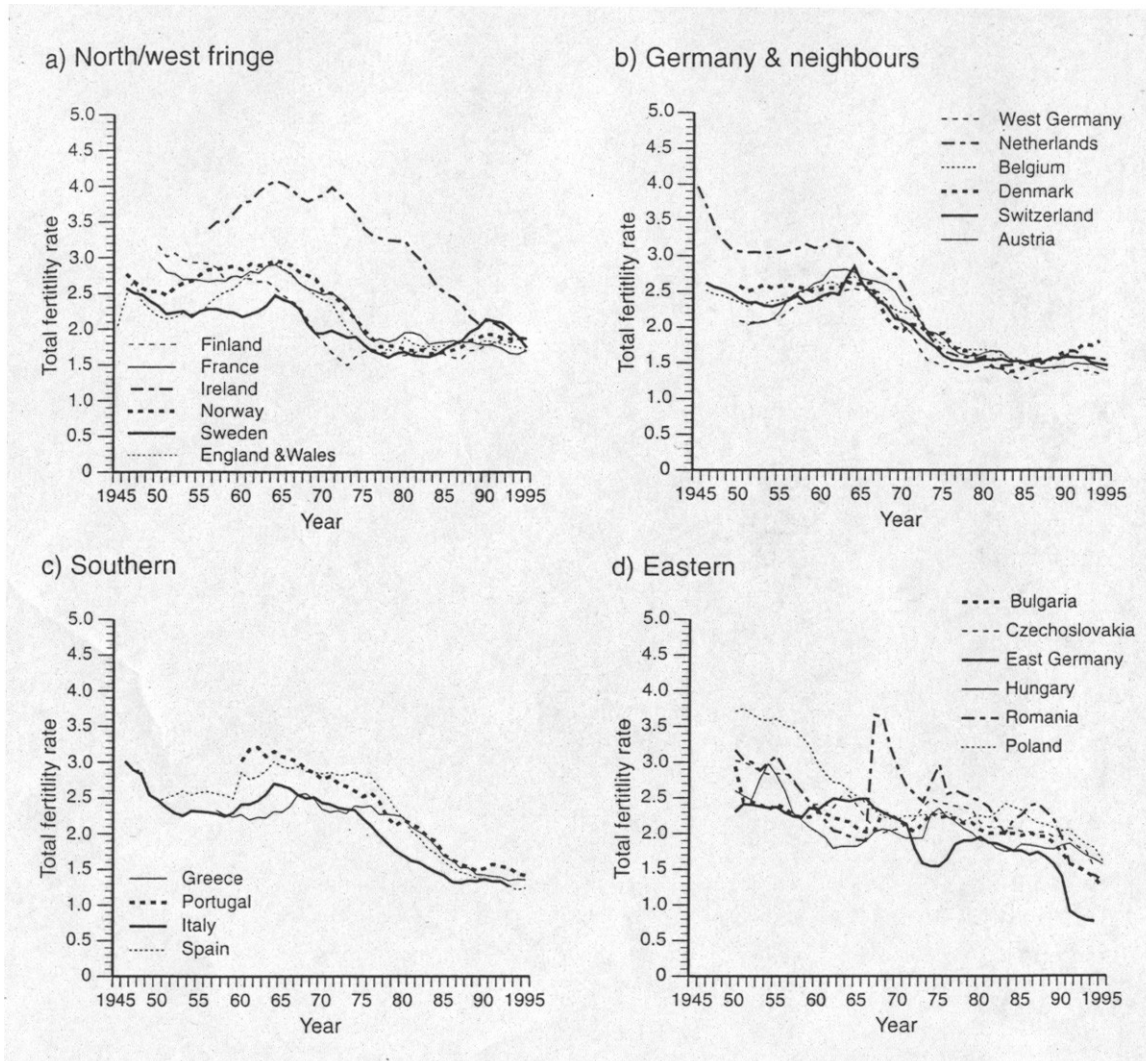 a) North/west fringe
Total fertitlity rate
5.0
4.5
4.0
3.5
3.0
2.5
2.0
1.5
1.0
0.5
0
Finland
France
Ireland
Norway
Sweden
England &Wales
1945 50 55 60 65 70 75 80 85 90 1995
Year
b) Germany & neighbours
Total fertitlity rate
5.0
4.5
4.0
3.5
3.0
2.5
2.0
1.5
1.0
0.5
0
West Germany
Netherlands
Belgium
Denmark
Switzerland
Austria
1945 50 55 60 65 70 75 80 85 90 1995
Year
c) Southern
Total fertitlity rate
5.0
4.5
4.0
3.5
3.0
2.5
2.0
1.5
1.0
0.5
0
Greece
Portugal
Italy
Spain
1945 50 55 60 65 70 75 80 85 90 1995
Year
d) Eastern
Total fertitlity rate
5.0
4.5
4.0
3.5
3.0
2.5
2.0
1.5
1.0
0.5
0
Bulgaria
Czechoslovakia
East Germany
Hungary
Romania
Poland
1945 50 55 60 65 70 75 80 85 90 1995
Year